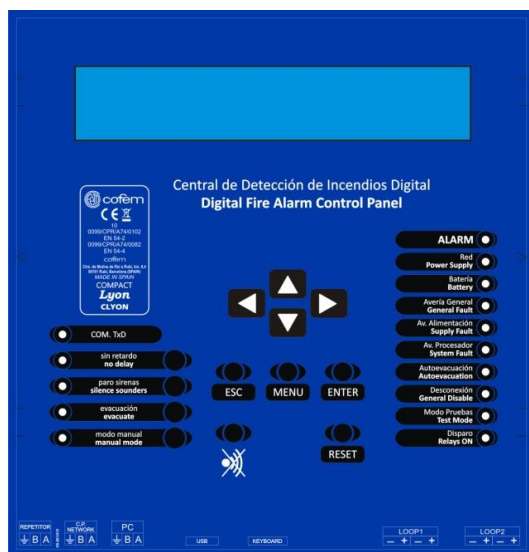 Central de Detección de Incendios Digital
Digital Fire Alarm Control Panel
cofem
CE
10
0099/CPR/A74/0102
EN 54-2
0099/CPR/A74/0082
EN 54-4
cofem
MADE IN SPAIN
COMPACT
Lyon
CLYON
COM. TxD
sin retardo
no delay
paro sirenas
silence sounders
evacuación
evacuate
modo manual
manual mode
ESC
MENU
ENTER
RESET
ALARM
Red
Power Supply
Batería
Battery
Avería General
General Fault
Av. Alimentación
Supply Fault
Av. Procesador
System Fault
Autoevacuación
Autoevacuation
Desconexión
General Disable
Modo Pruebas
Test Mode
Disparo
Relays ON
REPETITOR
B A
C.P.
NETWORK
B A
PC
B A
USB
KEYBOARD
LOOP1
– + – +
LOOP2
– + – +